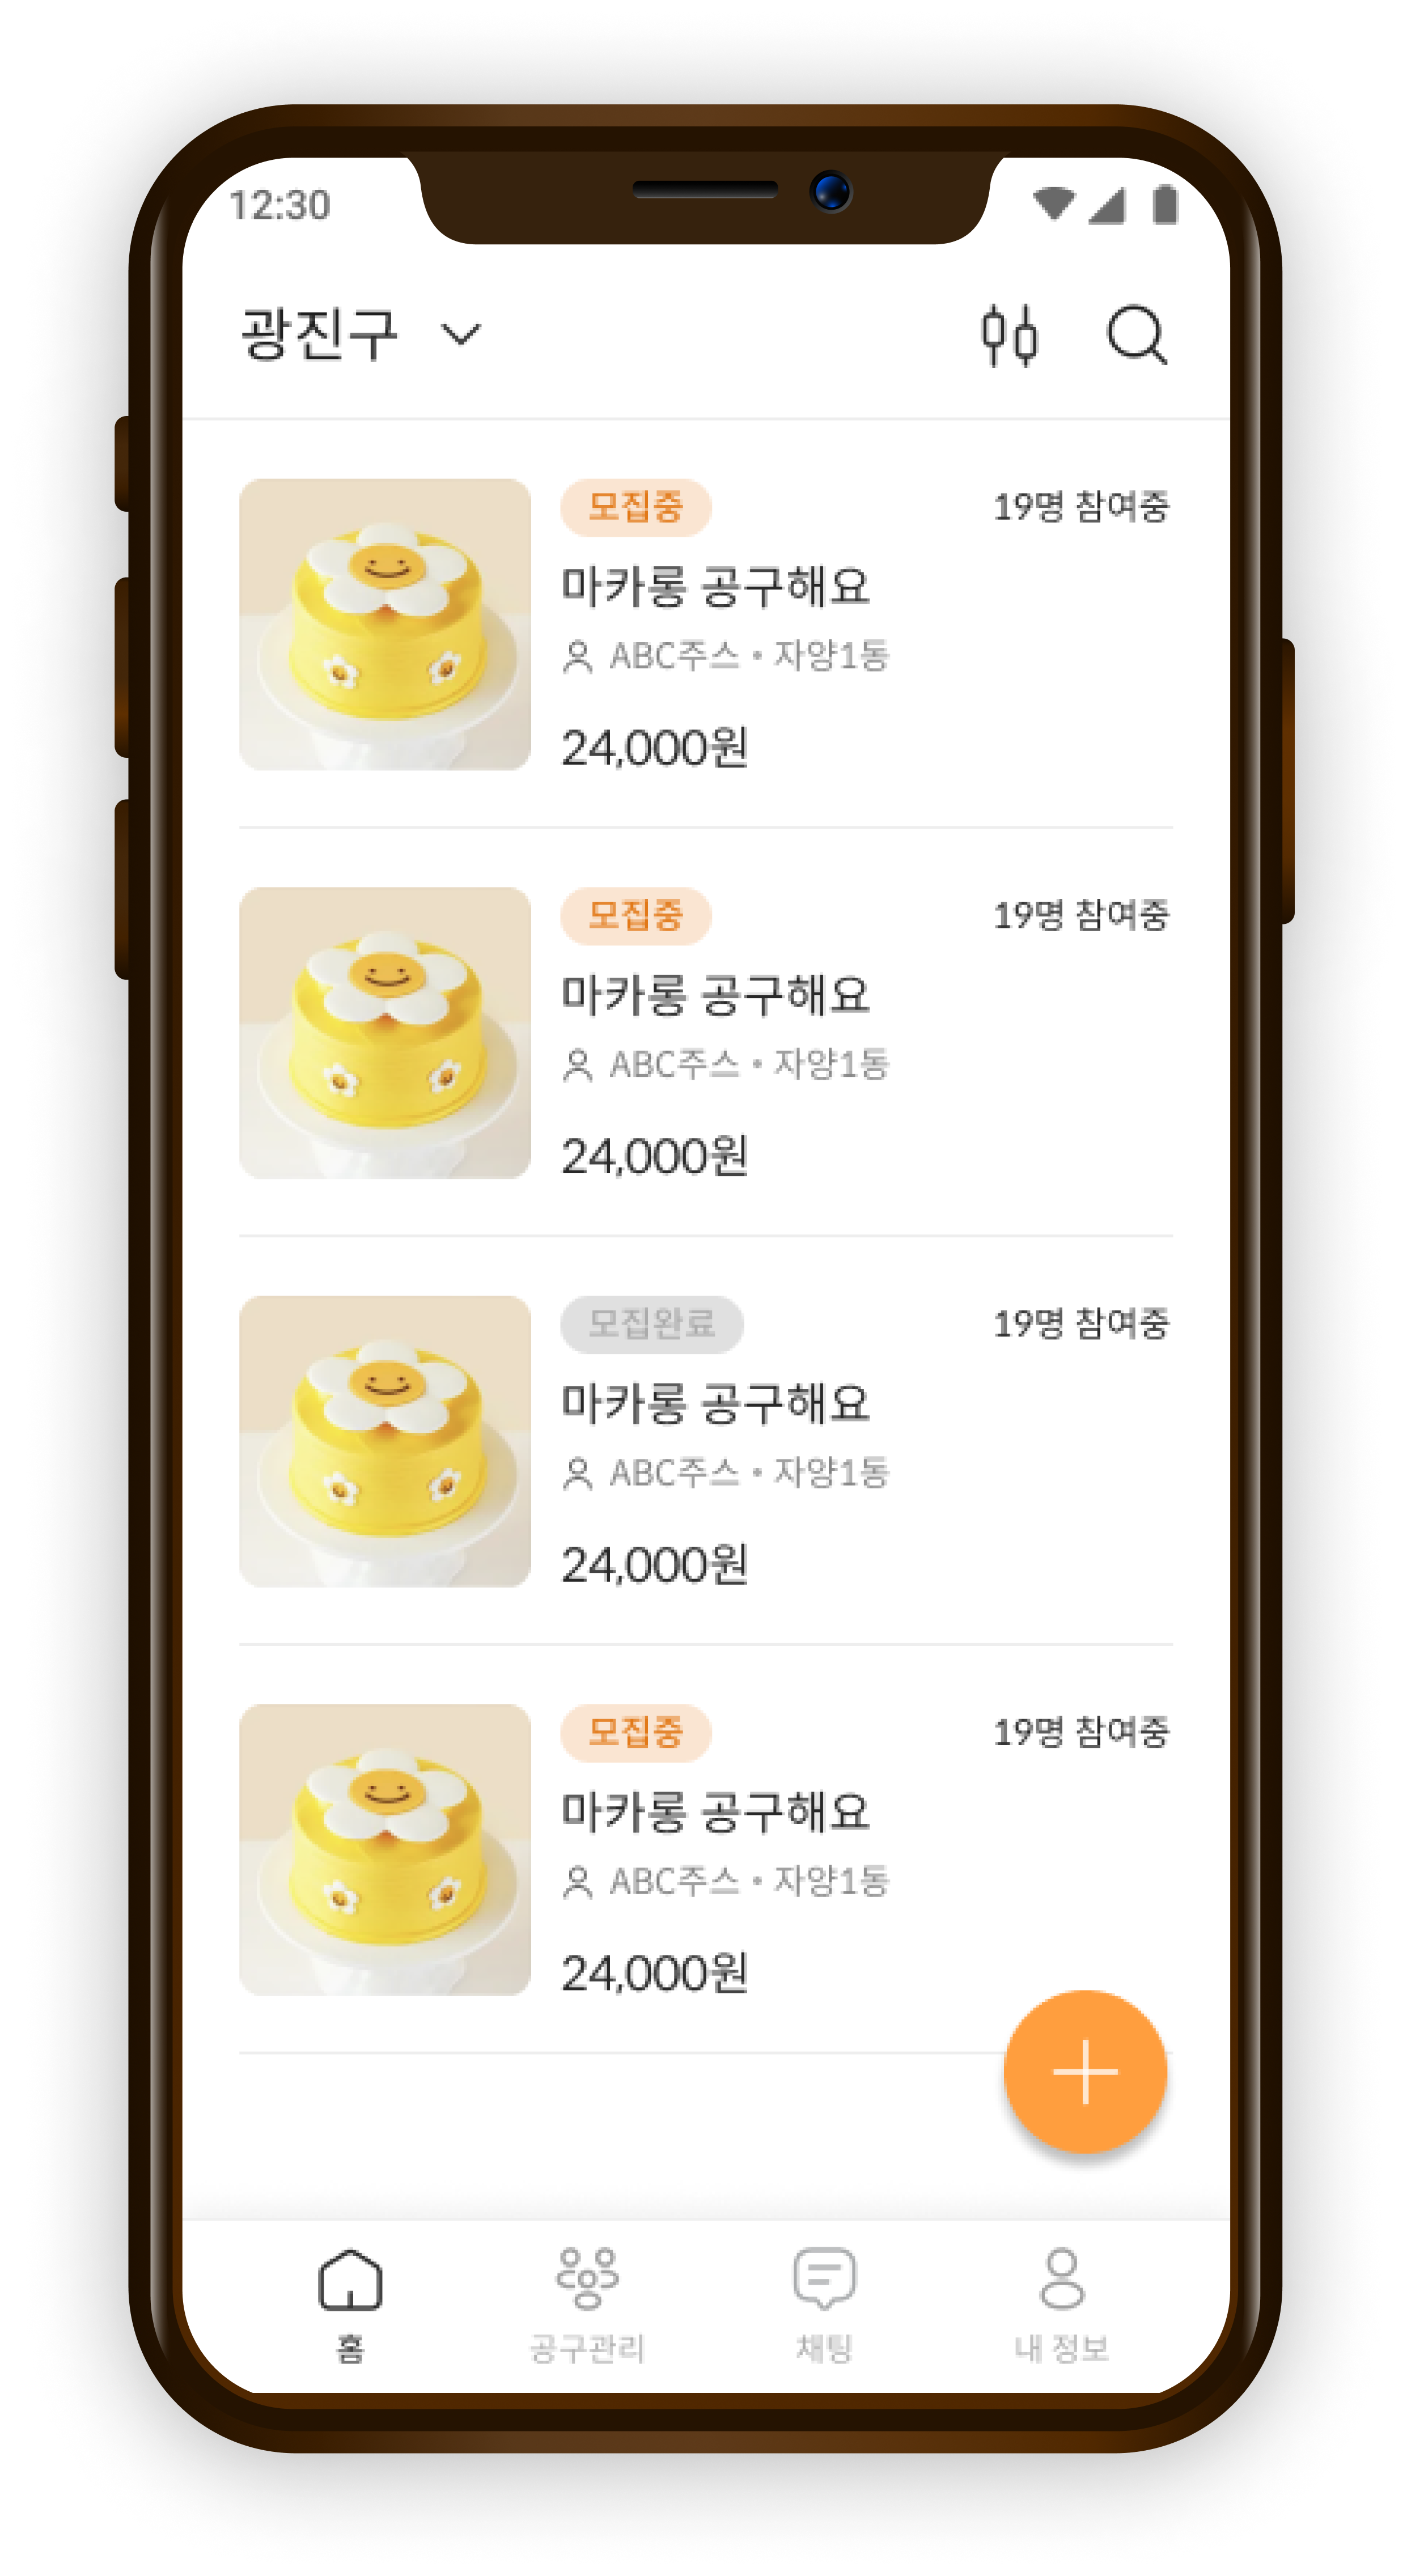 12:30
광진구
모집중 19명 참여중
마카롱 공구해요
ABC주스 • 자양1동
24,000원
모집중 19명 참여중
마카롱 공구해요
ABC주스 • 자양1동
24,000원
모집완료 19명 참여중
마카롱 공구해요
ABC주스 • 자양1동
24,000원
모집중 19명 참여중
마카롱 공구해요
ABC주스 • 자양1동
24,000원
홈 공구관리 채팅 내 정보